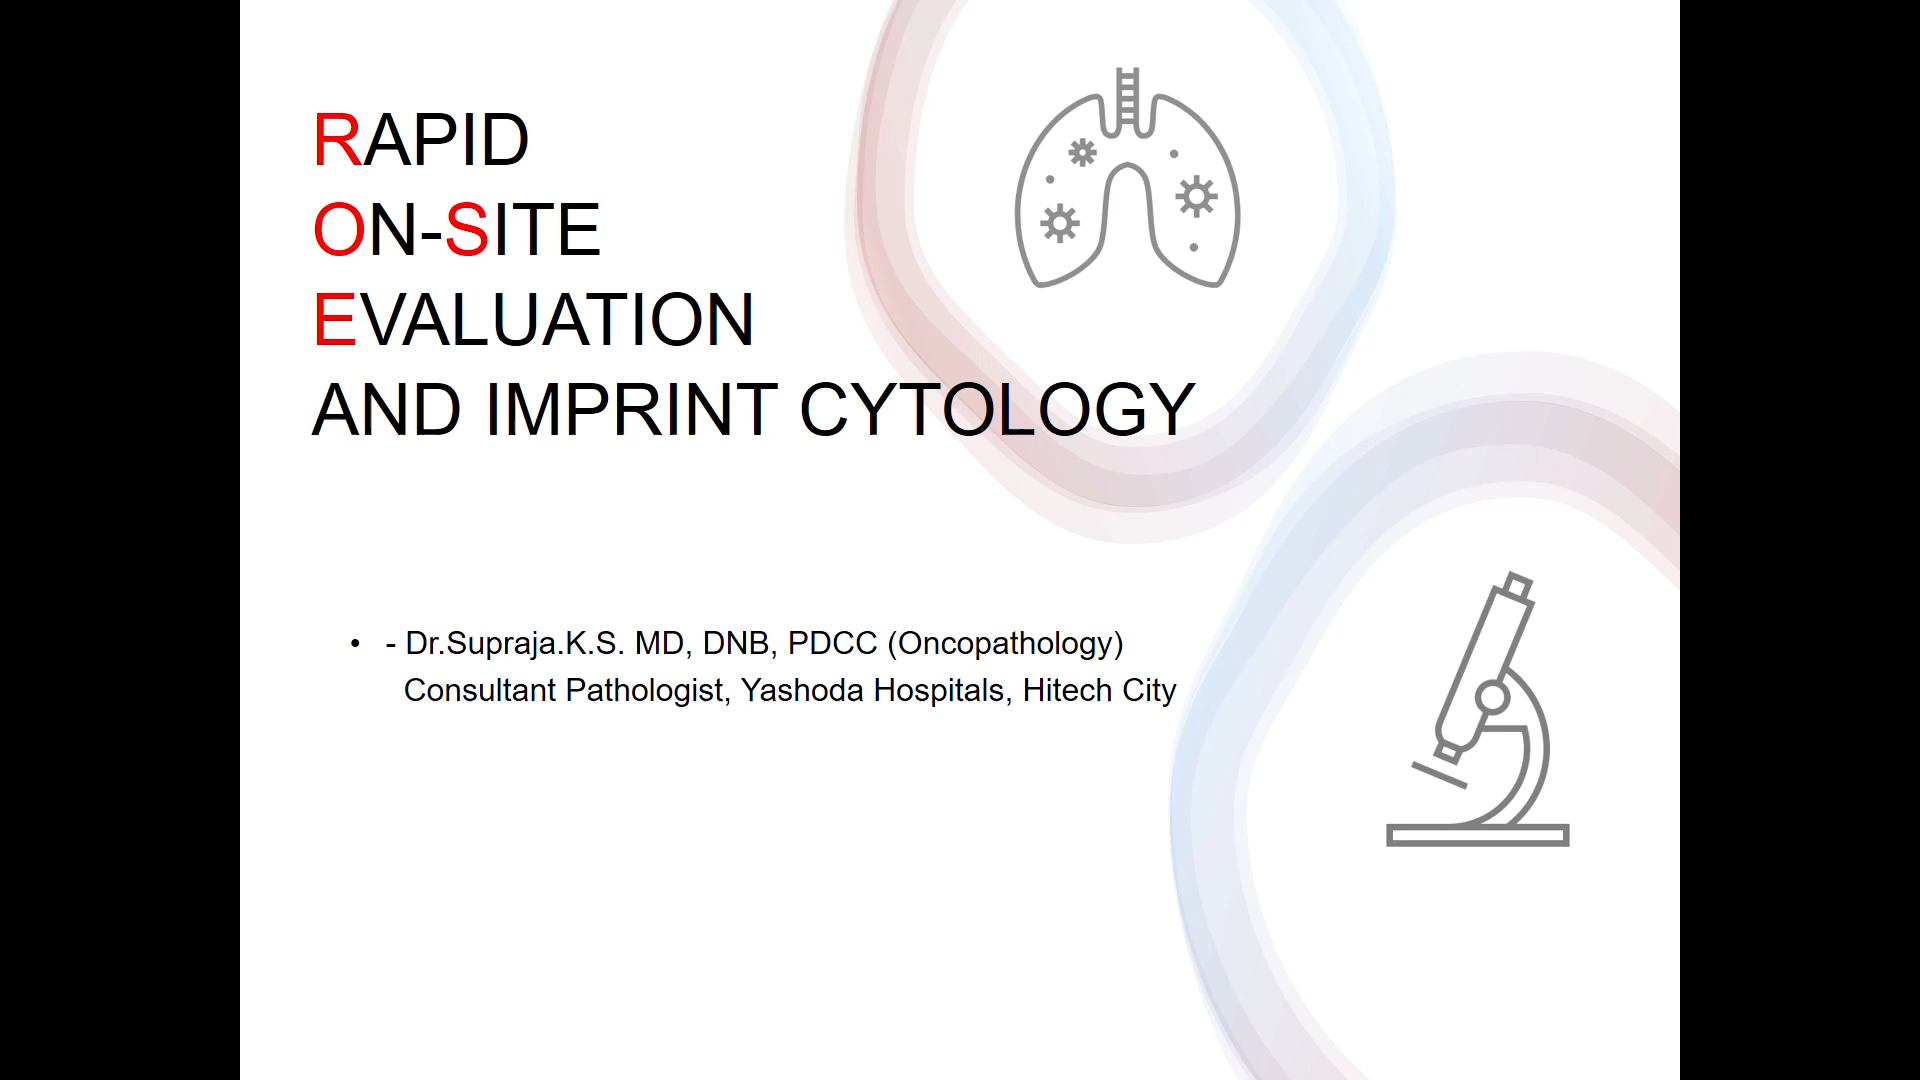 RAPID
ON-SITE
EVALUATION
AND IMPRINT CYTOLOGY
• - Dr.Supraja.K.S. MD, DNB, PDCC (Oncopathology)
Consultant Pathologist, Yashoda Hospitals, Hitech City